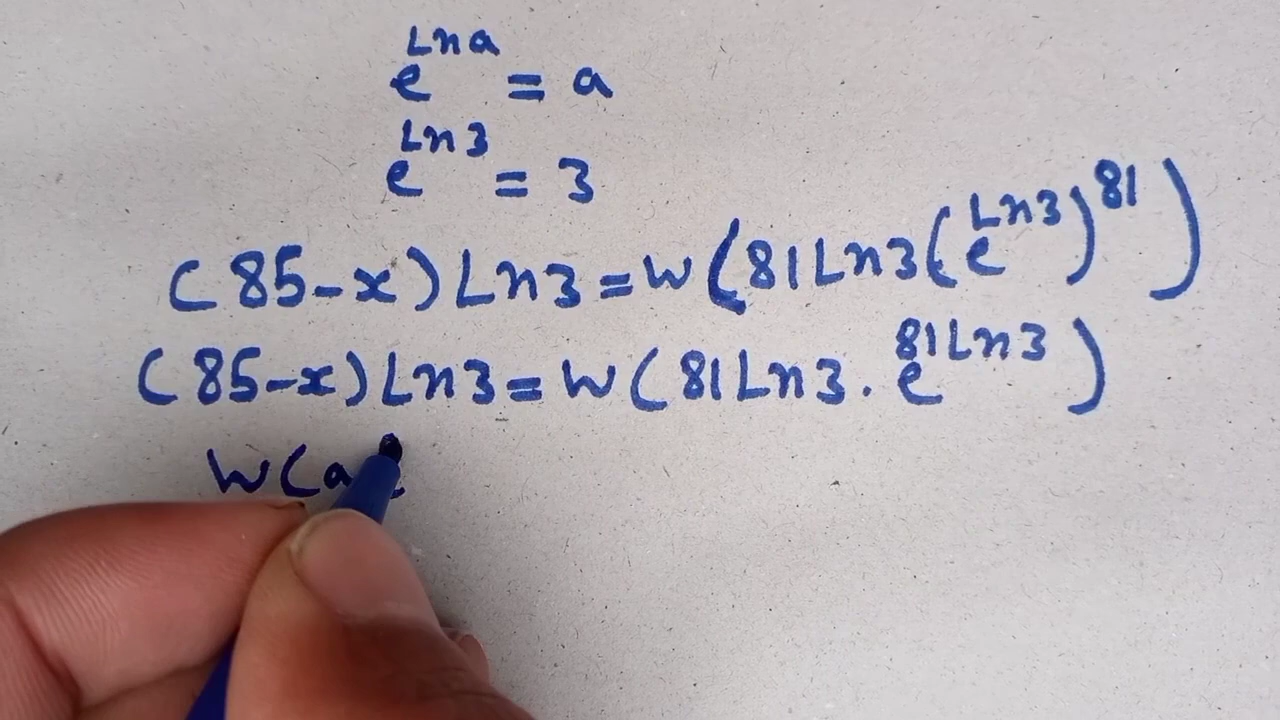 e^Lna = a
e^Ln3 = 3
(85-x)Ln3=W(81Ln3(e^Ln3)^81)
(85-x)Ln3=W(81Ln3.e^81Ln3)
W(a